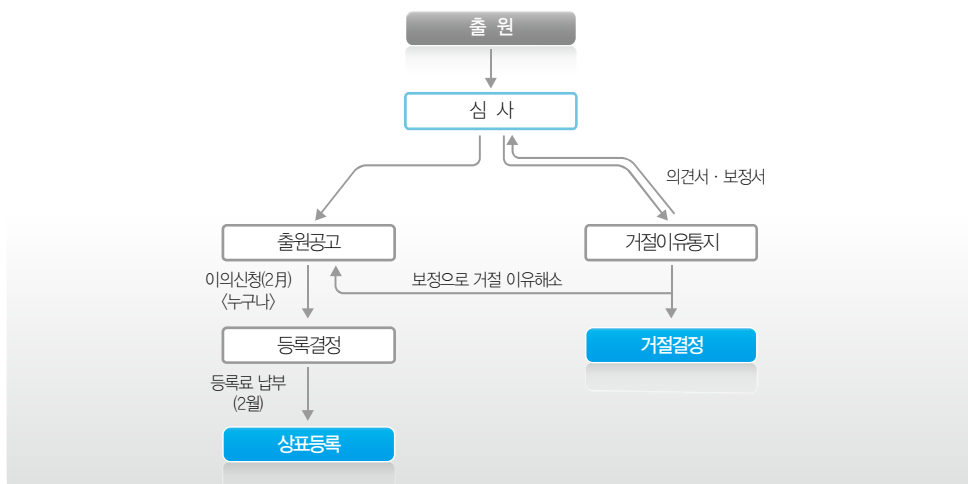 출 원
심 사
의견서 · 보정서
출원공고
거절이유통지
이의신청(2月)
<누구나>
보정으로 거절 이유해소
등록결정
거절결정
등록료 납부
(2월)
상표등록